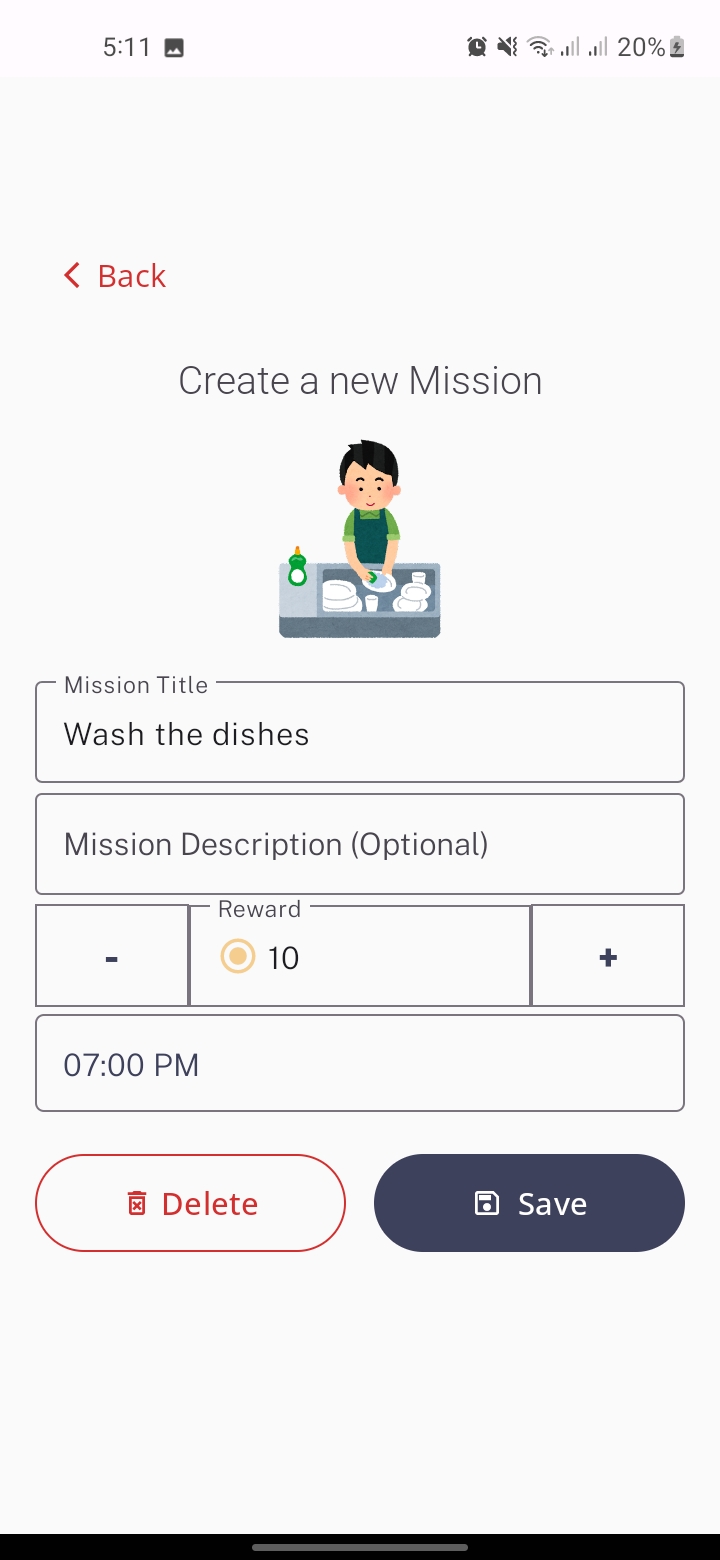 5:11 20%
Back
Create a new Mission
Mission Title
Wash the dishes
Mission Description (Optional)
Reward
- 10 +
07:00 PM
Delete Save